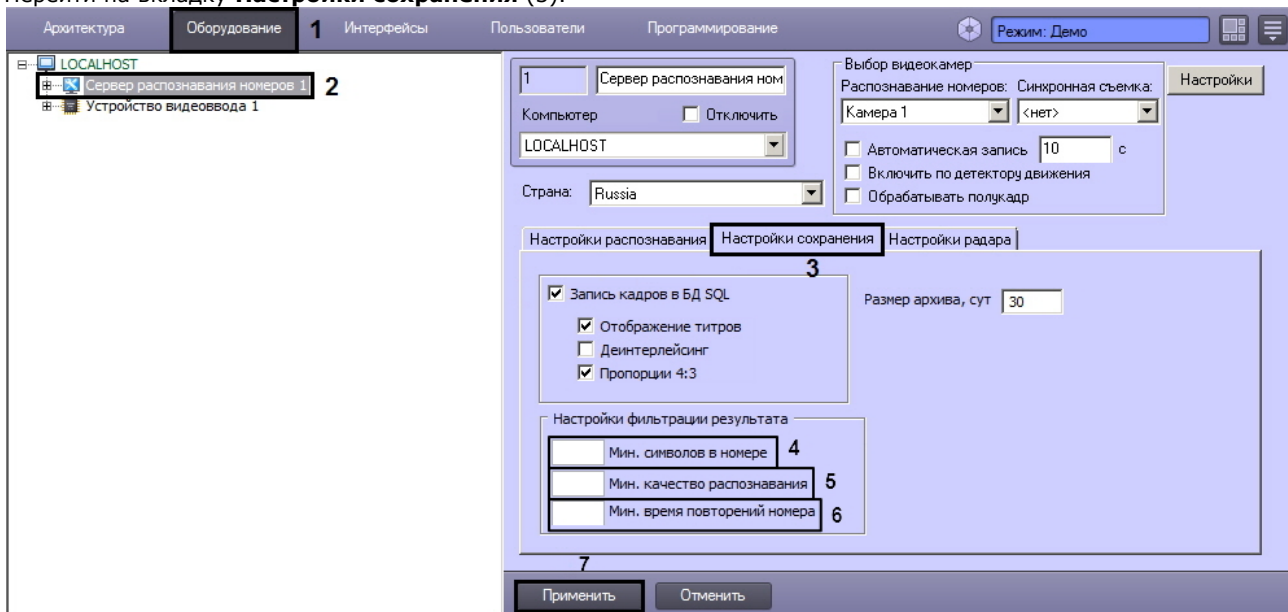 перейти на вкладку Настройки сохранения (3).
Архитектура Оборудование 1 Интерфейсы Пользователи Программирование Режим: Демо
LOCALHOST
Сервер распознавания номеров 1 2
Устройство видеоввода 1
1 Сервер распознавания ном
Компьютер Отключить
LOCALHOST
Страна: Russia
Выбор видеокамер
Распознавание номеров: Синхронная съемка:
Камера 1 <нет>
Автоматическая запись 10 с
Включить по детектору движения
Обрабатывать полукадр
Настройки
Настройки распознавания Настройки сохранения Настройки радара
3
Запись кадров в БД SQL
Отображение титров
Деинтерлейсинг
Пропорции 4:3
Размер архива, сут 30
Настройки фильтрации результата
Мин. символов в номере 4
Мин. качество распознавания 5
Мин. время повторений номера 6
7
Применить Отменить